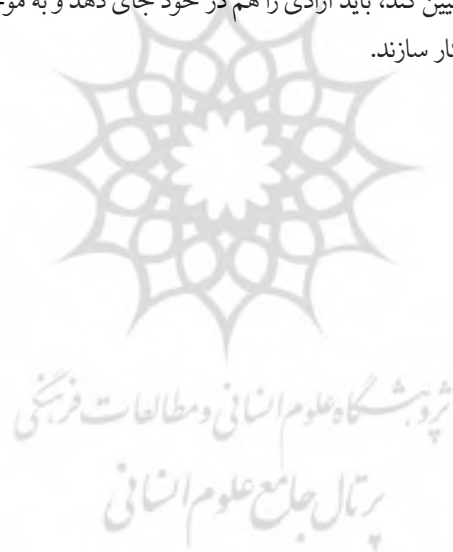 کند، باید آزادی را هم در خود جای دهد و به
سازند.
پژوهشگاه علوم انسانی و مطالعات فرهنگی
پرتال جامع علوم انسانی